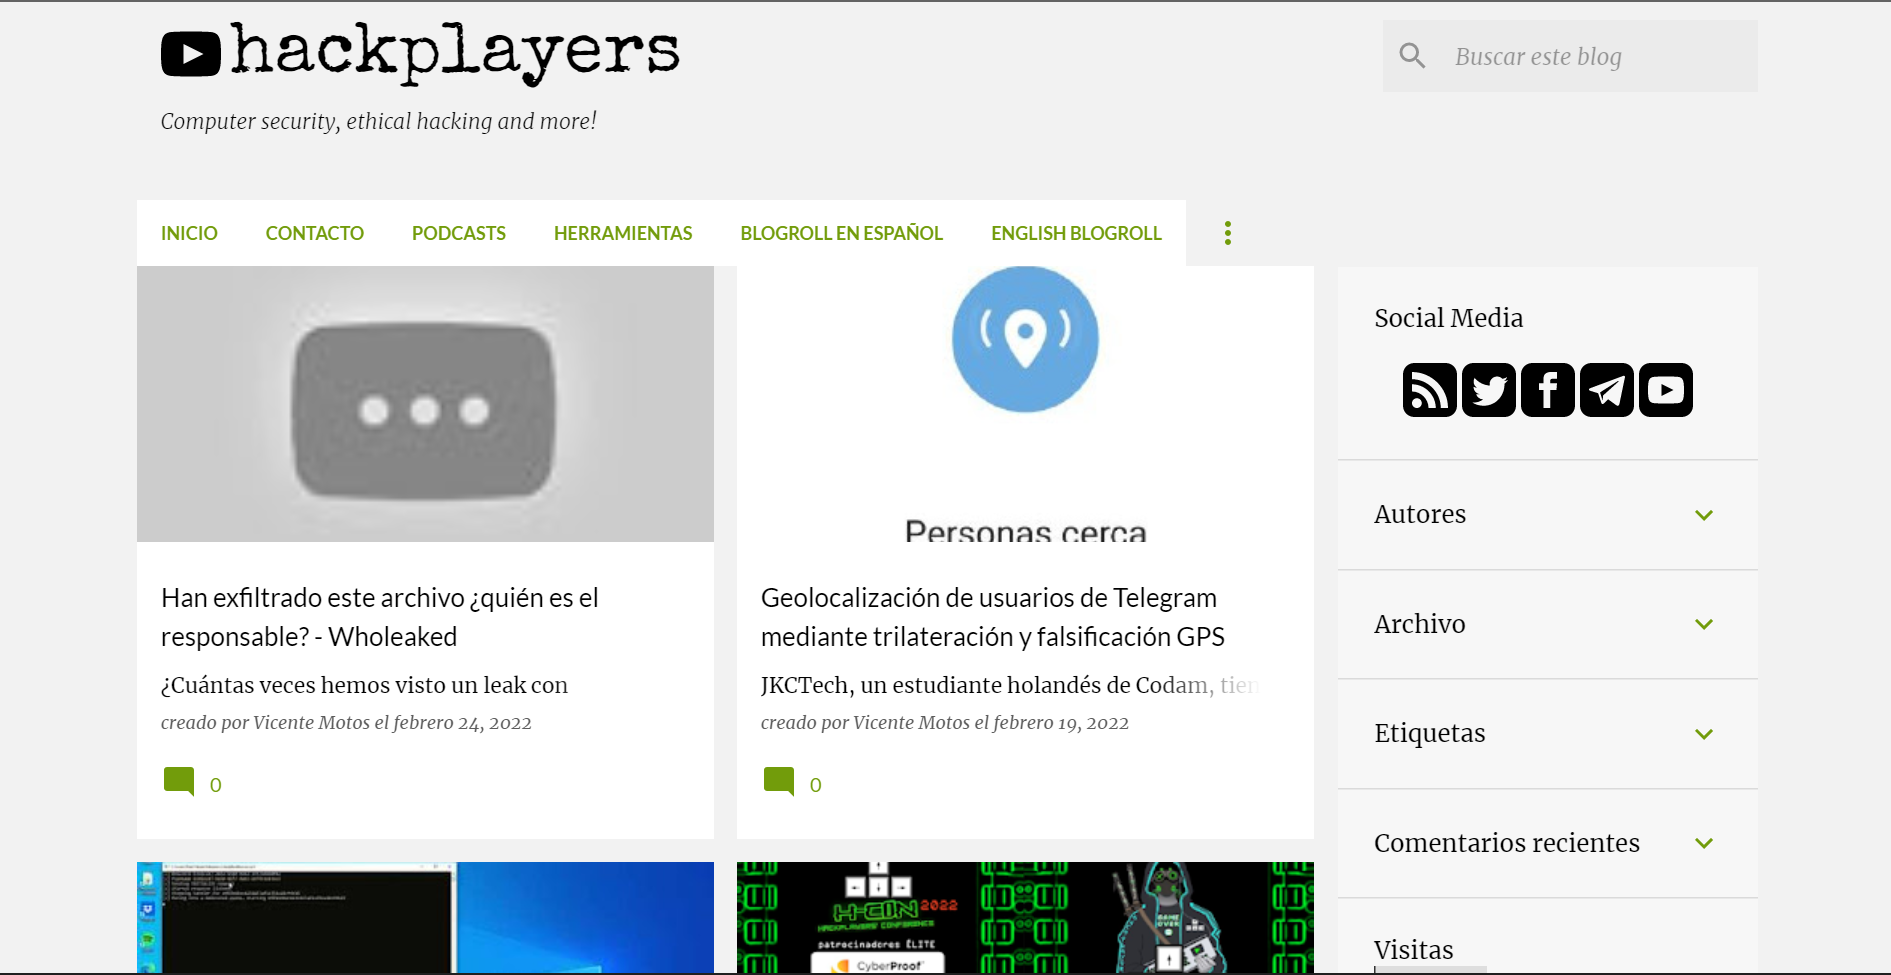 hackplayers
Buscar este blog
Computer security, ethical hacking and more!
INICIO CONTACTO PODCASTS HERRAMIENTAS BLOGROLL EN ESPAÑOL ENGLISH BLOGROLL
Personas cerca
Han exfiltrado este archivo ¿quién es el
responsable? - Wholeaked
¿Cuántas veces hemos visto un leak con
creado por Vicente Motos el febrero 24, 2022
0
Geolocalización de usuarios de Telegram
mediante trilateración y falsificación GPS
JKCTech, un estudiante holandés de Codam, tien
creado por Vicente Motos el febrero 19, 2022
0
H-CON 2022
HACKPLAYERS' CONFERENCE
patrocinadores ÉLITE
CyberProof
GAME
OVER
Social Media
Autores
Archivo
Etiquetas
Comentarios recientes
Visitas